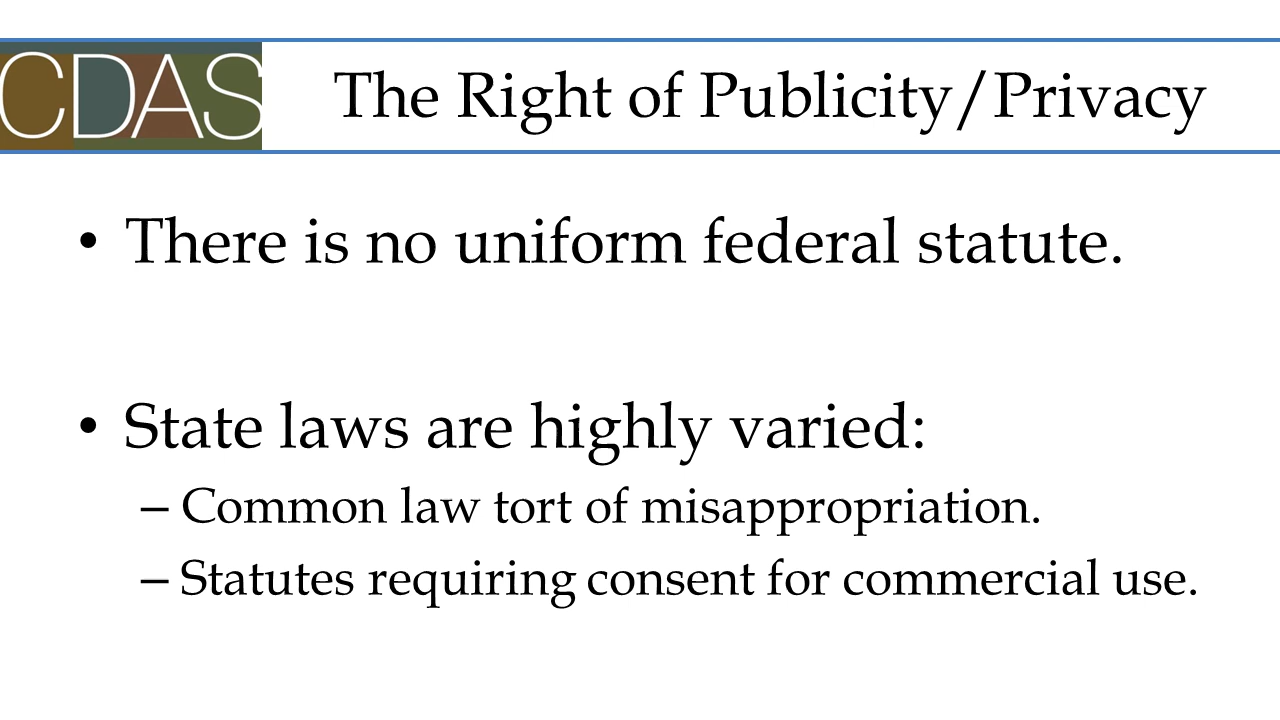 CDAS
The Right of Publicity/Privacy
• There is no uniform federal statute.
• State laws are highly varied:
– Common law tort of misappropriation.
– Statutes requiring consent for commercial use.